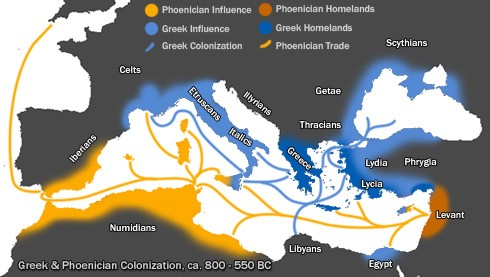 Phoenician Influence
Phoenician Homelands
Greek Influence
Greek Homelands
Greek Colonization
Phoenician Trade
Scythians
Celts
Getae
Etruscans
Illyrians
Thracians
Italics
Iberians
Greece
Lydia
Phrygia
Lycia
Levant
Numidians
Libyans
Egypt
Greek & Phoenician Colonization, ca. 800 - 550 BC